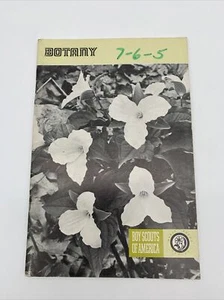 BOTANY
7-6-5
BOY SCOUTS
OF AMERICA